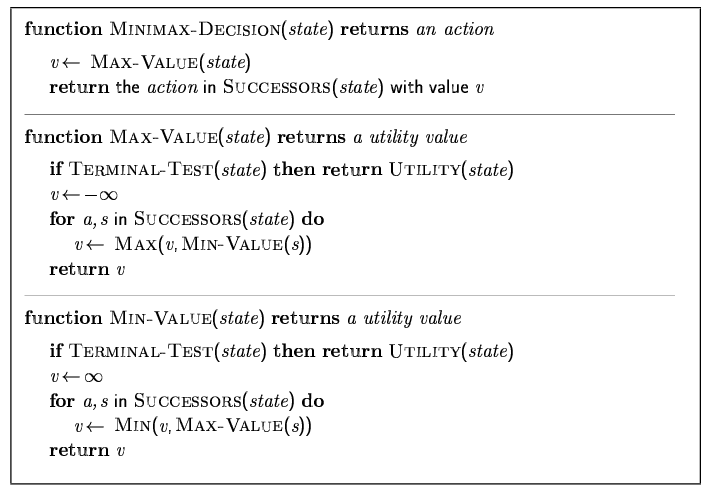 function MINIMAX-DECISION(state) returns an action
v ← MAX-VALUE(state)
return the action in SUCCESSORS(state) with value v
function MAX-VALUE(state) returns a utility value
if TERMINAL-TEST(state) then return UTILITY(state)
v ← −∞
for a, s in SUCCESSORS(state) do
v ← MAX(v, MIN-VALUE(s))
return v
function MIN-VALUE(state) returns a utility value
if TERMINAL-TEST(state) then return UTILITY(state)
v ← ∞
for a, s in SUCCESSORS(state) do
v ← MIN(v, MAX-VALUE(s))
return v